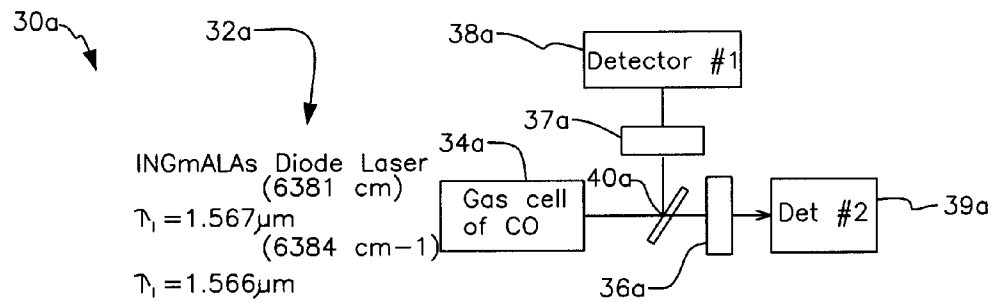 30a
32a
38a
Detector #1
37a
34a
INGmALAs Diode Laser
(6381 cm)
λ₁ = 1.567μm
(6384 cm-1)
λ₁ = 1.566μm
Gas cell
of CO
40a
Det #2
39a
36a